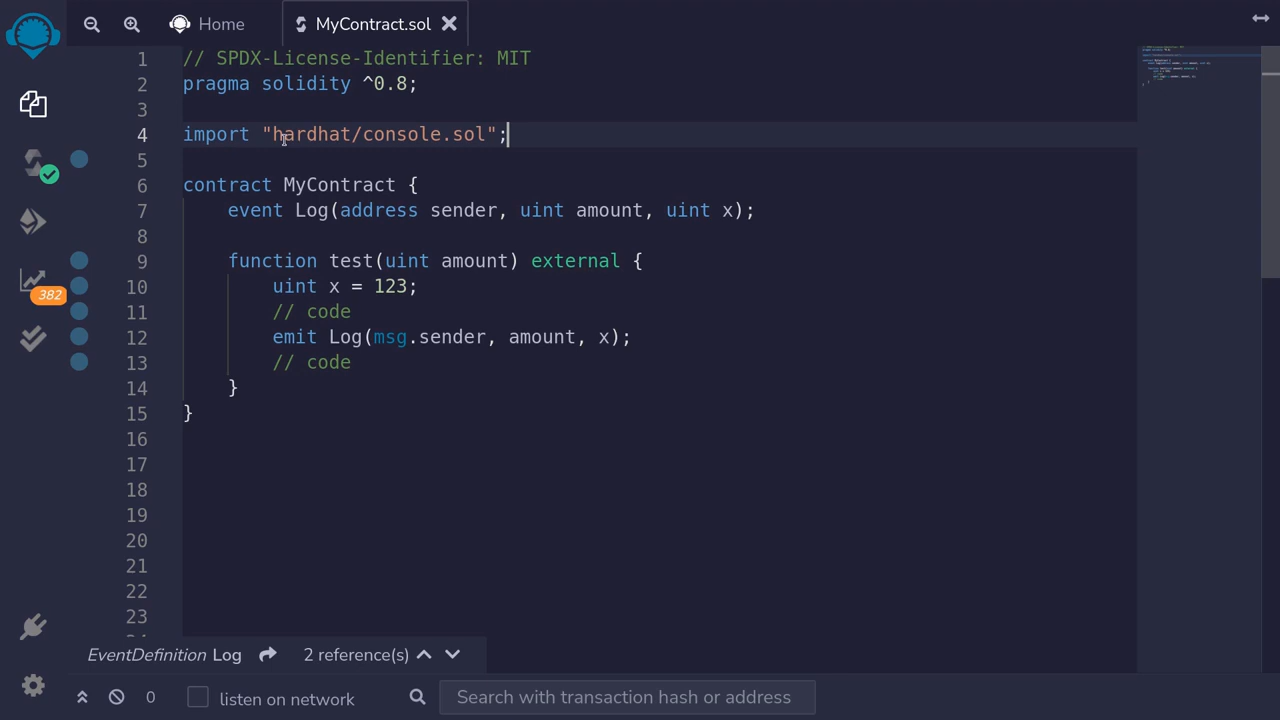 Home
MyContract.sol
1 // SPDX-License-Identifier: MIT
2 pragma solidity ^0.8;
3
4 import "hardhat/console.sol";
5
6 contract MyContract {
7     event Log(address sender, uint amount, uint x);
8
9     function test(uint amount) external {
10         uint x = 123;
11         // code
12         emit Log(msg.sender, amount, x);
13         // code
14     }
15 }
16
17
18
19
20
21
22
23
382
EventDefinition Log 2 reference(s)
0 listen on network Search with transaction hash or address